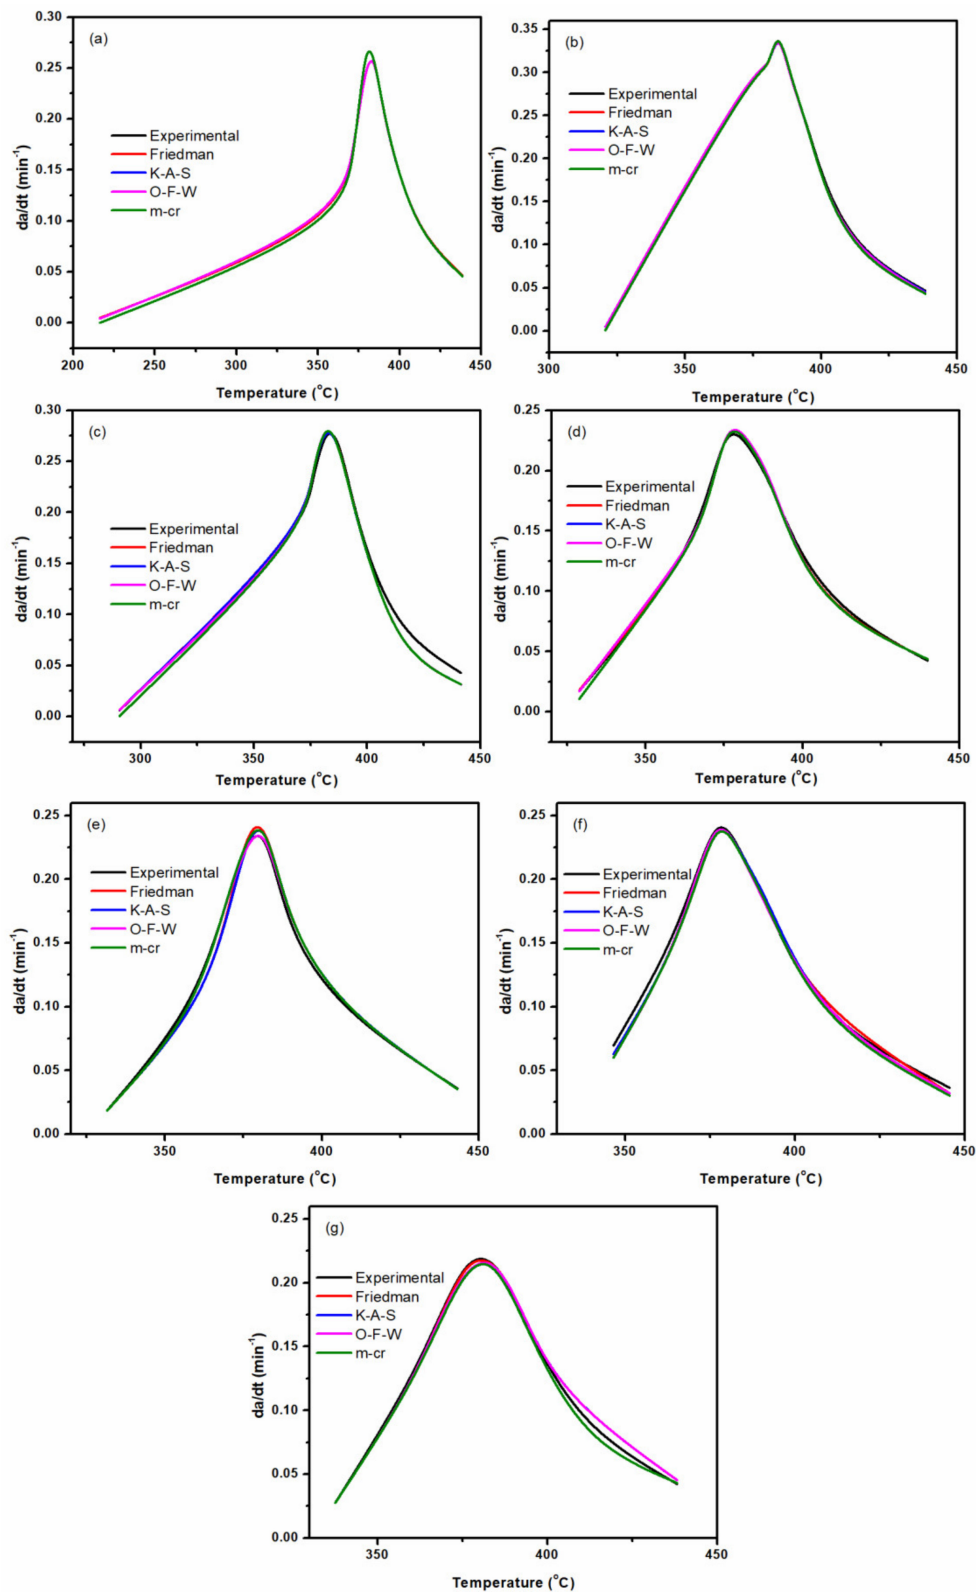 (a)
da/dt (min-1)
0.30
0.25
0.20
0.15
0.10
0.05
0.00
Experimental
Friedman
K-A-S
O-F-W
m-cr
200 250 300 350 400 450
Temperature (°C)
(b)
da/dt (min-1)
0.35
0.30
0.25
0.20
0.15
0.10
0.05
0.00
Experimental
Friedman
K-A-S
O-F-W
m-cr
300 350 400 450
Temperature (°C)
(c)
da/dt (min-1)
0.30
0.25
0.20
0.15
0.10
0.05
0.00
Experimental
Friedman
K-A-S
O-F-W
m-cr
300 350 400 450
Temperature (°C)
(d)
da/dt (min-1)
0.25
0.20
0.15
0.10
0.05
0.00
Experimental
Friedman
K-A-S
O-F-W
m-cr
350 400 450
Temperature (°C)
(e)
da/dt (min-1)
0.25
0.20
0.15
0.10
0.05
0.00
Experimental
Friedman
K-A-S
O-F-W
m-cr
350 400 450
Temperature (°C)
(f)
da/dt (min-1)
0.25
0.20
0.15
0.10
0.05
0.00
Experimental
Friedman
K-A-S
O-F-W
m-cr
350 400 450
Temperature (°C)
(g)
da/dt (min-1)
0.25
0.20
0.15
0.10
0.05
0.00
Experimental
Friedman
K-A-S
O-F-W
m-cr
350 400 450
Temperature (°C)